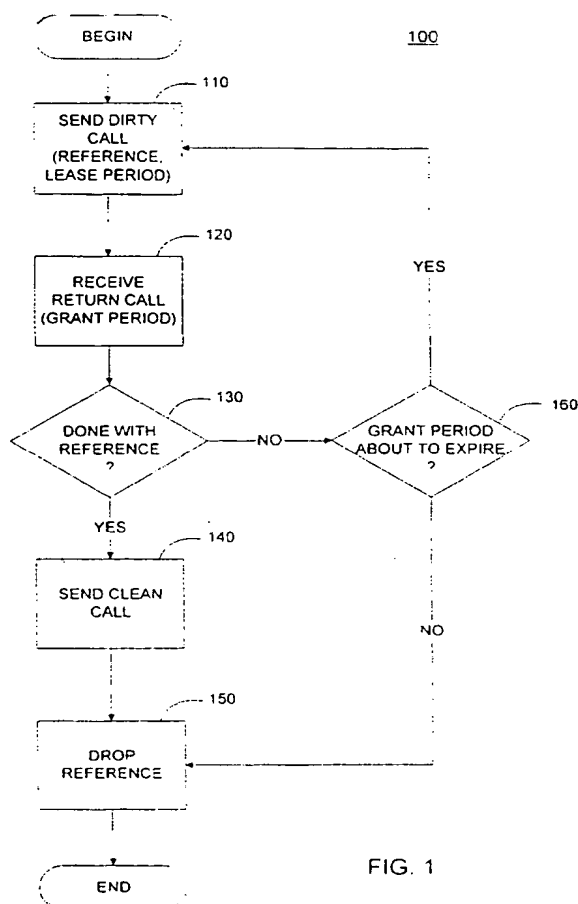 BEGIN
100
110
SEND DIRTY
CALL
(REFERENCE,
LEASE PERIOD)
120
RECEIVE
RETURN CALL
(GRANT PERIOD)
YES
130
DONE WITH
REFERENCE
?
NO
160
GRANT PERIOD
ABOUT TO EXPIRE
?
YES
140
SEND CLEAN
CALL
NO
150
DROP
REFERENCE
END
FIG. 1